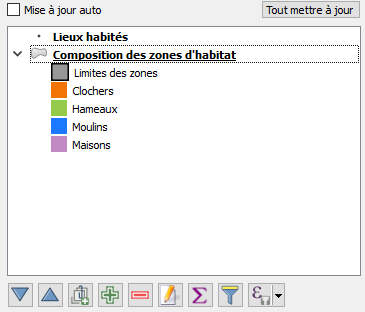 Mise à jour auto
Tout mettre à jour
Lieux habités
Composition des zones d'habitat
Limites des zones
Clochers
Hameaux
Moulins
Maisons